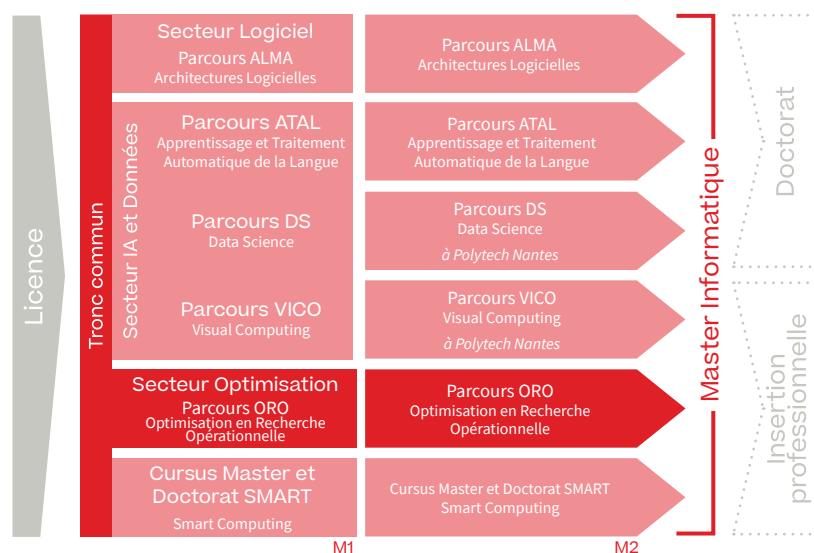 Licence
Tronc commun
Secteur Logiciel
Parcours ALMA
Architectures Logicielles
Parcours ALMA
Architectures Logicielles
Secteur IA et Données
Parcours ATAL
Apprentissage et Traitement
Automatique de la Langue
Parcours ATAL
Apprentissage et Traitement
Automatique de la Langue
Parcours DS
Data Science
Parcours DS
Data Science
à Polytech Nantes
Parcours VICO
Visual Computing
Parcours VICO
Visual Computing
à Polytech Nantes
Secteur Optimisation
Parcours ORO
Optimisation en Recherche
Opérationnelle
Parcours ORO
Optimisation en Recherche
Opérationnelle
Cursus Master et
Doctorat SMART
Smart Computing
Cursus Master et Doctorat SMART
Smart Computing
M1
M2
Master Informatique
Doctorat
Insertion
professionnelle